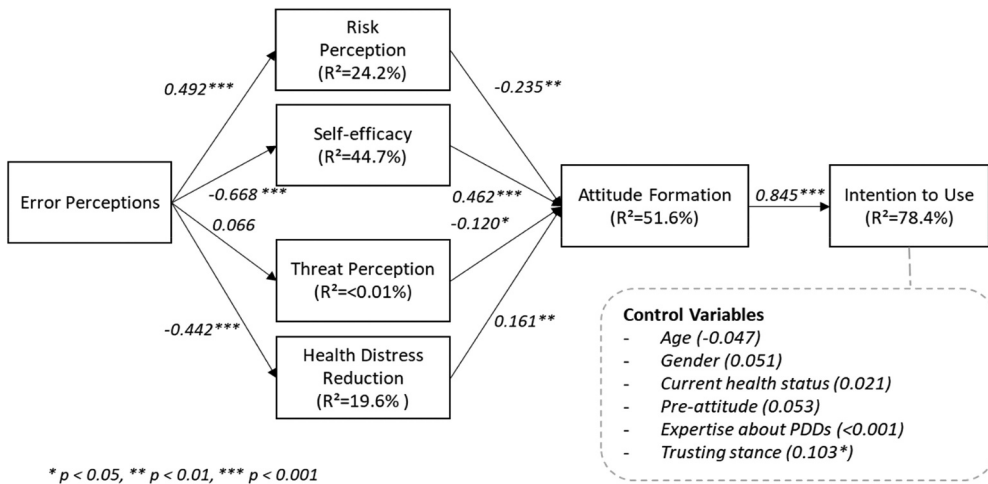 Risk
Perception
(R²=24.2%)
0.492***
-0.235**
Self-efficacy
(R²=44.7%)
Error Perceptions
-0.668 ***
0.462***
Attitude Formation
(R²=51.6%)
0.845***
Intention to Use
(R²=78.4%)
0.066
-0.120*
Threat Perception
(R²=<0.01%)
-0.442***
0.161**
Health Distress
Reduction
(R²=19.6% )
Control Variables
- Age (-0.047)
- Gender (0.051)
- Current health status (0.021)
- Pre-attitude (0.053)
- Expertise about PDDs (<0.001)
- Trusting stance (0.103*)
* p < 0.05, ** p < 0.01, *** p < 0.001